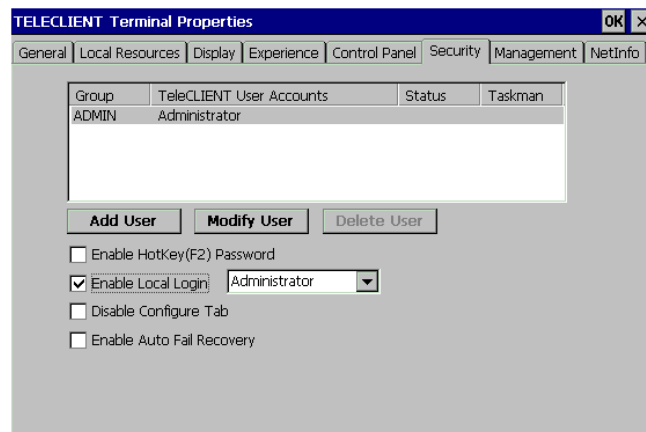 TELECLIENT Terminal Properties OK ×
General Local Resources Display Experience Control Panel Security Management NetInfo
Group TeleCLIENT User Accounts Status Taskman
ADMIN Administrator
Add User Modify User Delete User
Enable HotKey(F2) Password
Enable Local Login Administrator
Disable Configure Tab
Enable Auto Fail Recovery